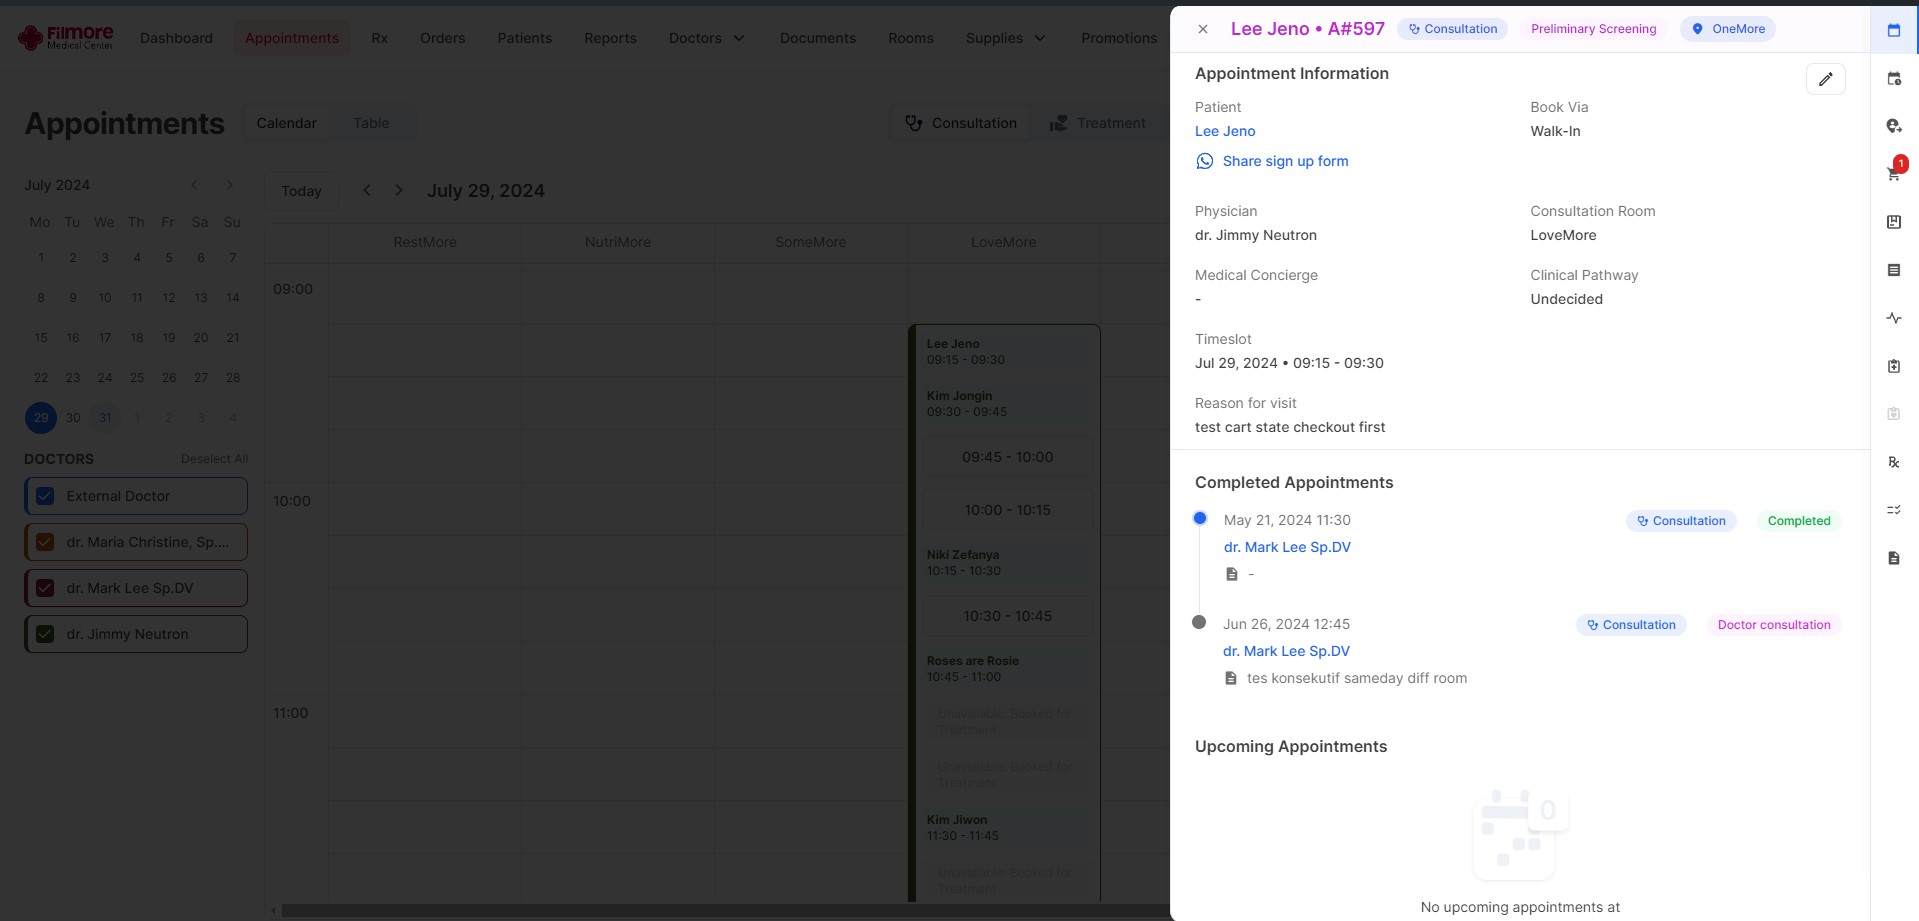 Filmore
Medical Center
Dashboard
Appointments
Rx
Orders
Patients
Reports
Doctors
Documents
Rooms
Supplies
Promotions
Appointments
Calendar
Table
Consultation
Treatment
July 2024
Mo Tu We Th Fr Sa Su
1 2 3 4 5 6 7
8 9 10 11 12 13 14
15 16 17 18 19 20 21
22 23 24 25 26 27 28
29 30 31 1 2 3 4
DOCTORS
Deselect All
External Doctor
dr. Maria Christine, Sp....
dr. Mark Lee Sp.DV
dr. Jimmy Neutron
Today
July 29, 2024
RestMore
NutriMore
SomeMore
LoveMore
09:00
10:00
11:00
Lee Jeno
09:15 - 09:30
Kim Jongin
09:30 - 09:45
09:45 - 10:00
10:00 - 10:15
Niki Zefanya
10:15 - 10:30
10:30 - 10:45
Roses are Rosie
10:45 - 11:00
Unavailable: Booked for
Treatment
Unavailable: Booked for
Treatment
Kim Jiwon
11:30 - 11:45
Unavailable: Booked for
Treatment
Lee Jeno • A#597
Consultation
Preliminary Screening
OneMore
Appointment Information
Patient
Lee Jeno
Share sign up form
Book Via
Walk-In
Physician
dr. Jimmy Neutron
Consultation Room
LoveMore
Medical Concierge
-
Clinical Pathway
Undecided
Timeslot
Jul 29, 2024 • 09:15 - 09:30
Reason for visit
test cart state checkout first
Completed Appointments
May 21, 2024 11:30
Consultation
Completed
dr. Mark Lee Sp.DV
-
Jun 26, 2024 12:45
Consultation
Doctor consultation
dr. Mark Lee Sp.DV
tes konsekutif sameday diff room
Upcoming Appointments
0
No upcoming appointments at
1
Rx